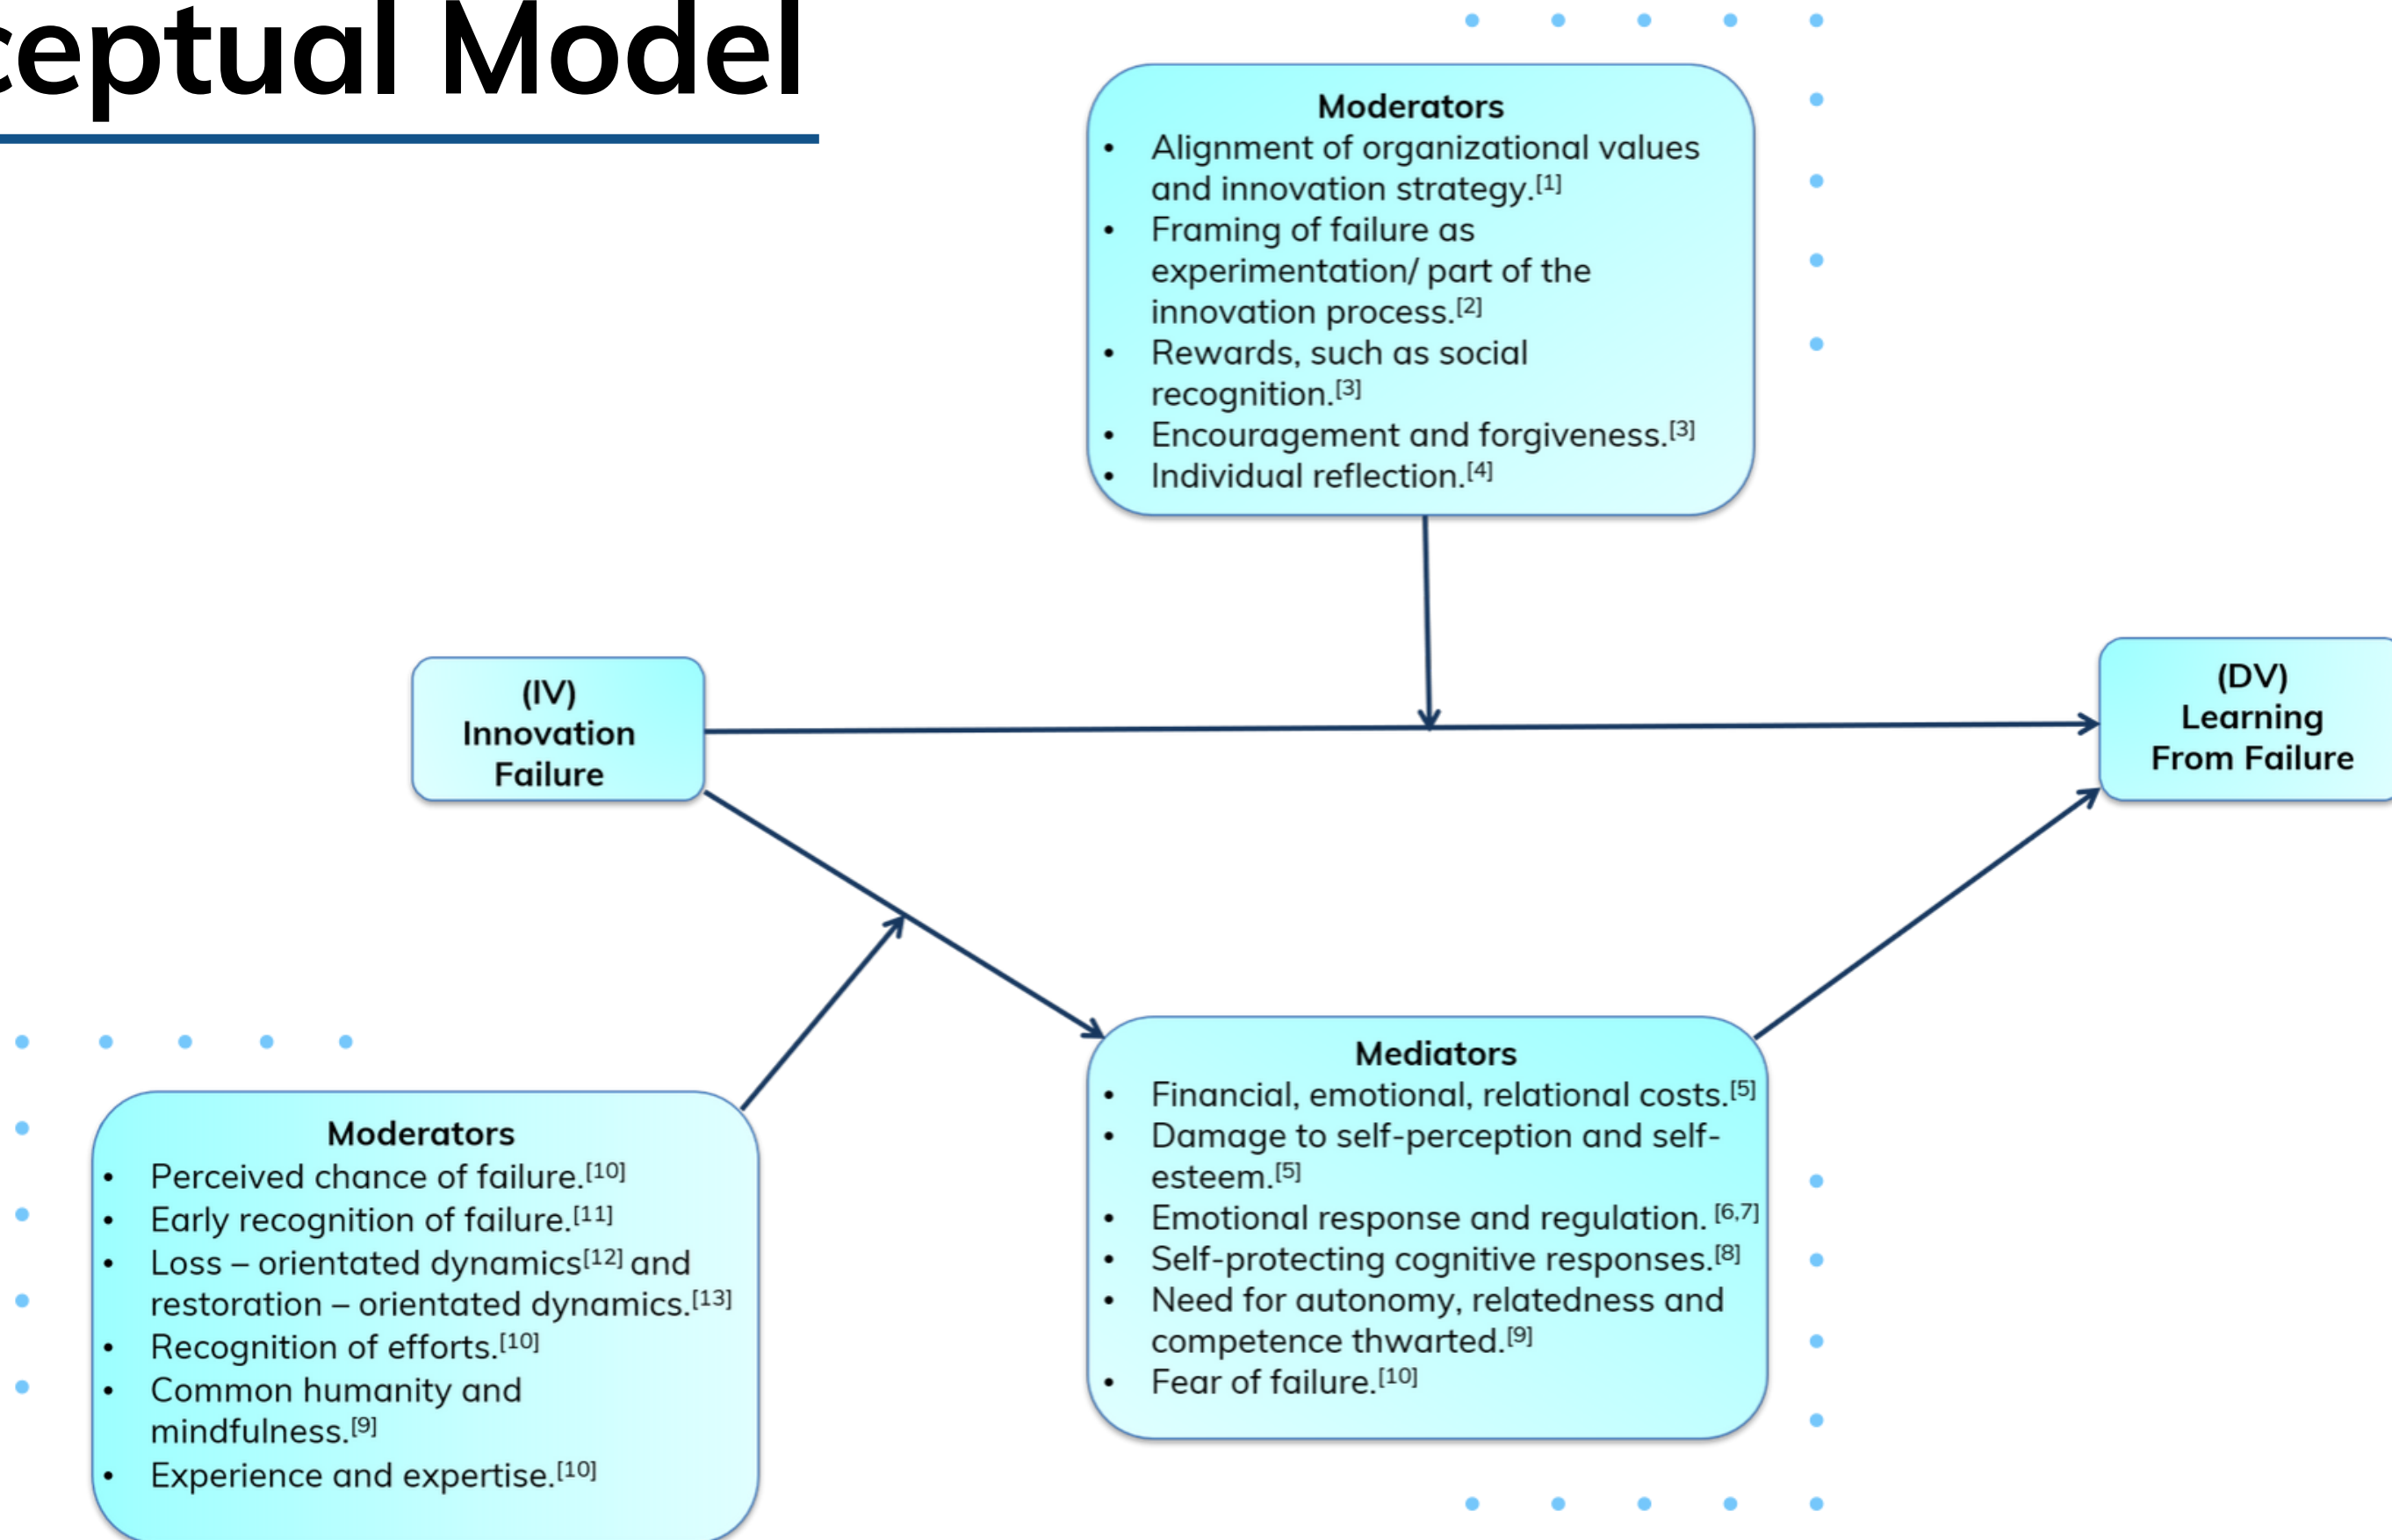 ceptual Model
Moderators
• Alignment of organizational values
and innovation strategy.[1]
• Framing of failure as
experimentation/ part of the
innovation process.[2]
• Rewards, such as social
recognition.[3]
• Encouragement and forgiveness.[3]
• Individual reflection.[4]
(IV)
Innovation
Failure
(DV)
Learning
From Failure
Moderators
• Perceived chance of failure.[10]
• Early recognition of failure.[11]
• Loss – orientated dynamics[12] and
restoration – orientated dynamics.[13]
• Recognition of efforts.[10]
• Common humanity and
mindfulness.[9]
• Experience and expertise.[10]
Mediators
• Financial, emotional, relational costs.[5]
• Damage to self-perception and self-
esteem.[5]
• Emotional response and regulation. [6,7]
• Self-protecting cognitive responses.[8]
• Need for autonomy, relatedness and
competence thwarted.[9]
• Fear of failure.[10]